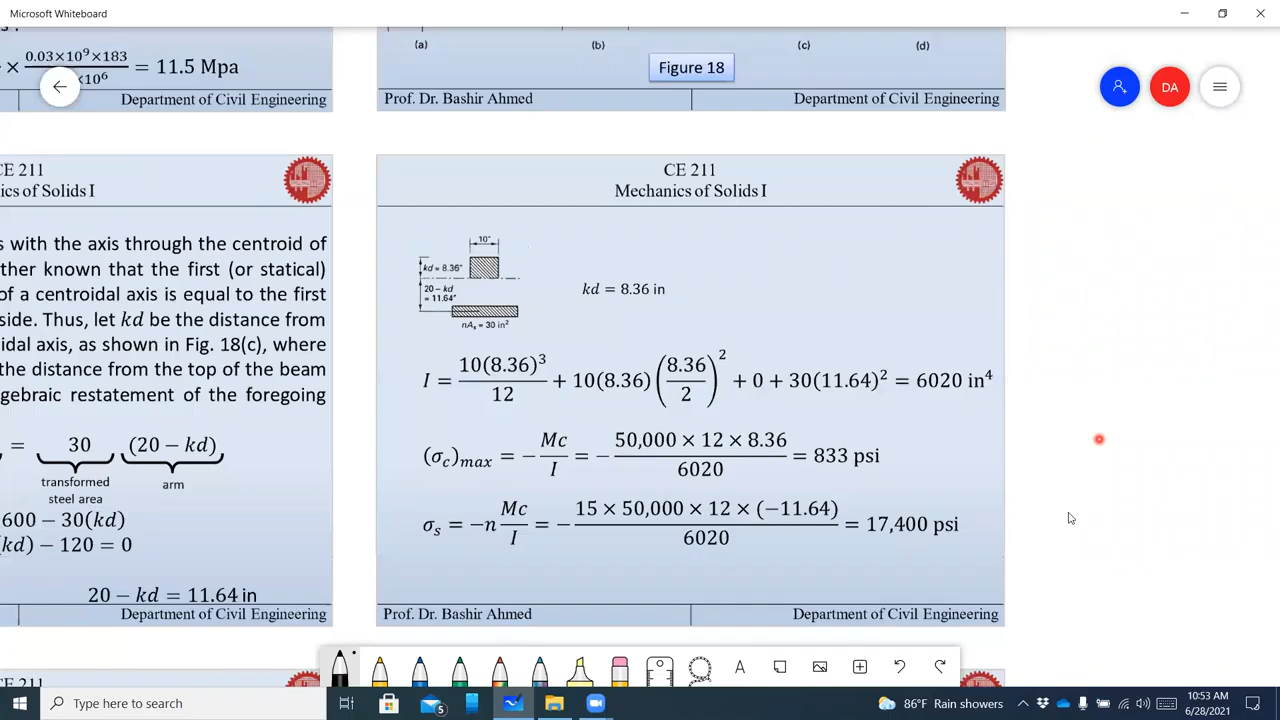 Microsoft Whiteboard
s .
× 0.03×10⁹×183 / ×10⁶ = 11.5 Mpa
Department of Civil Engineering
(a) (b) (c) (d)
Figure 18
Prof. Dr. Bashir Ahmed
Department of Civil Engineering
DA
CE 211
ics of Solids I
s with the axis through the centroid of
ther known that the first (or statical)
of a centroidal axis is equal to the first
side. Thus, let kd be the distance from
idal axis, as shown in Fig. 18(c), where
the distance from the top of the beam
gebraic restatement of the foregoing
= 30 (20 − kd)
transformed steel area
arm
600 − 30(kd)
(kd) − 120 = 0
20 − kd = 11.64 in
Department of Civil Engineering
CE 211
Mechanics of Solids I
10"
kd = 8.36"
20 − kd
= 11.64"
nAₛ = 30 in²
kd = 8.36 in
I = 10(8.36)³/12 + 10(8.36)(8.36/2)² + 0 + 30(11.64)² = 6020 in⁴
(σ_c)_max = − Mc/I = − 50,000 × 12 × 8.36 / 6020 = 833 psi
σ_s = −n Mc/I = − 15 × 50,000 × 12 × (−11.64) / 6020 = 17,400 psi
Prof. Dr. Bashir Ahmed
Department of Civil Engineering
CE 211
CE 211
A
Type here to search
5
86°F Rain showers
10:53 AM
6/28/2021